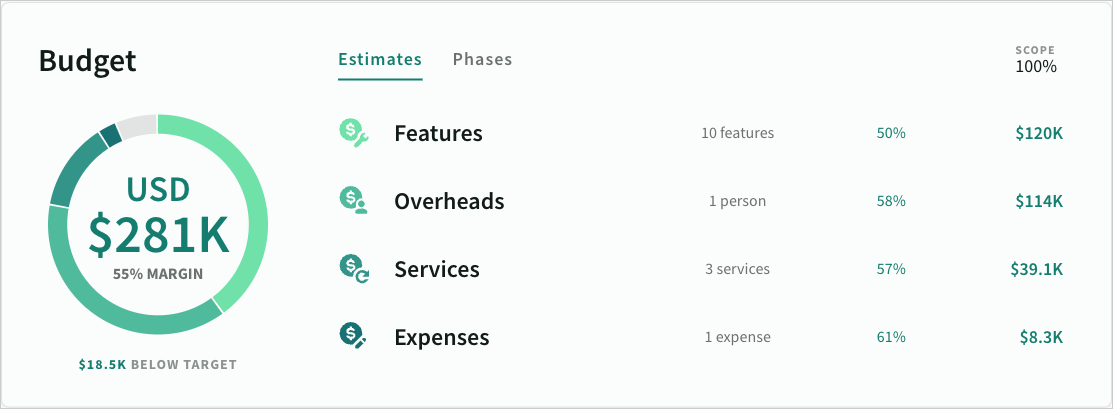 Budget
Estimates Phases
SCOPE
100%
USD
$281K
55% MARGIN
$18.5K BELOW TARGET
Features 10 features 50% $120K
Overheads 1 person 58% $114K
Services 3 services 57% $39.1K
Expenses 1 expense 61% $8.3K